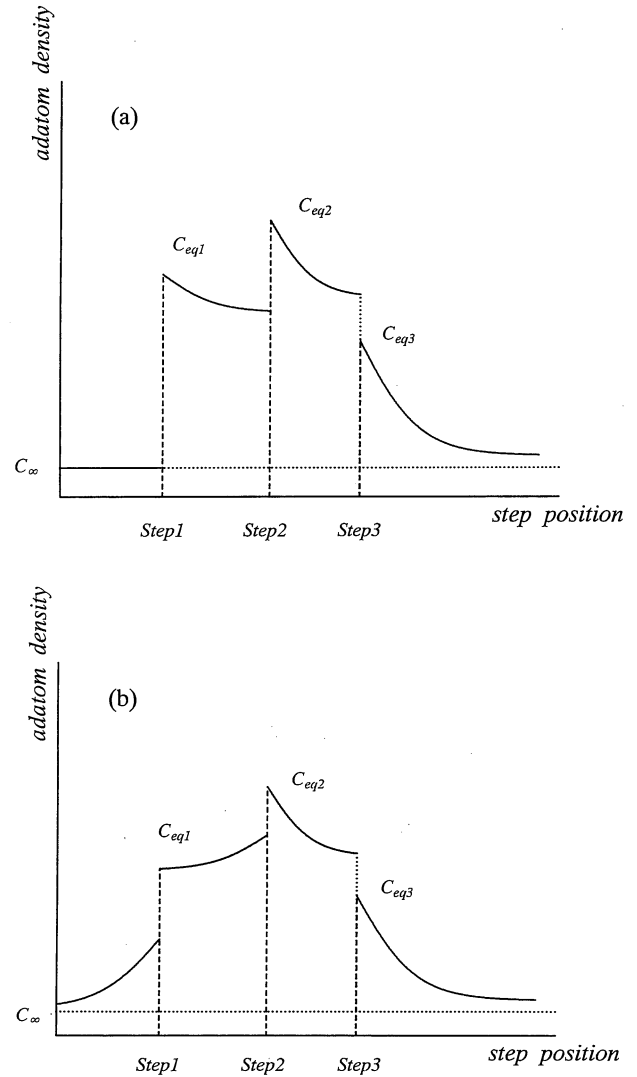 adatom density
(a)
C_eq2
C_eq1
C_eq3
C_∞
step position
Step1 Step2 Step3
adatom density
(b)
C_eq2
C_eq1
C_eq3
C_∞
step position
Step1 Step2 Step3